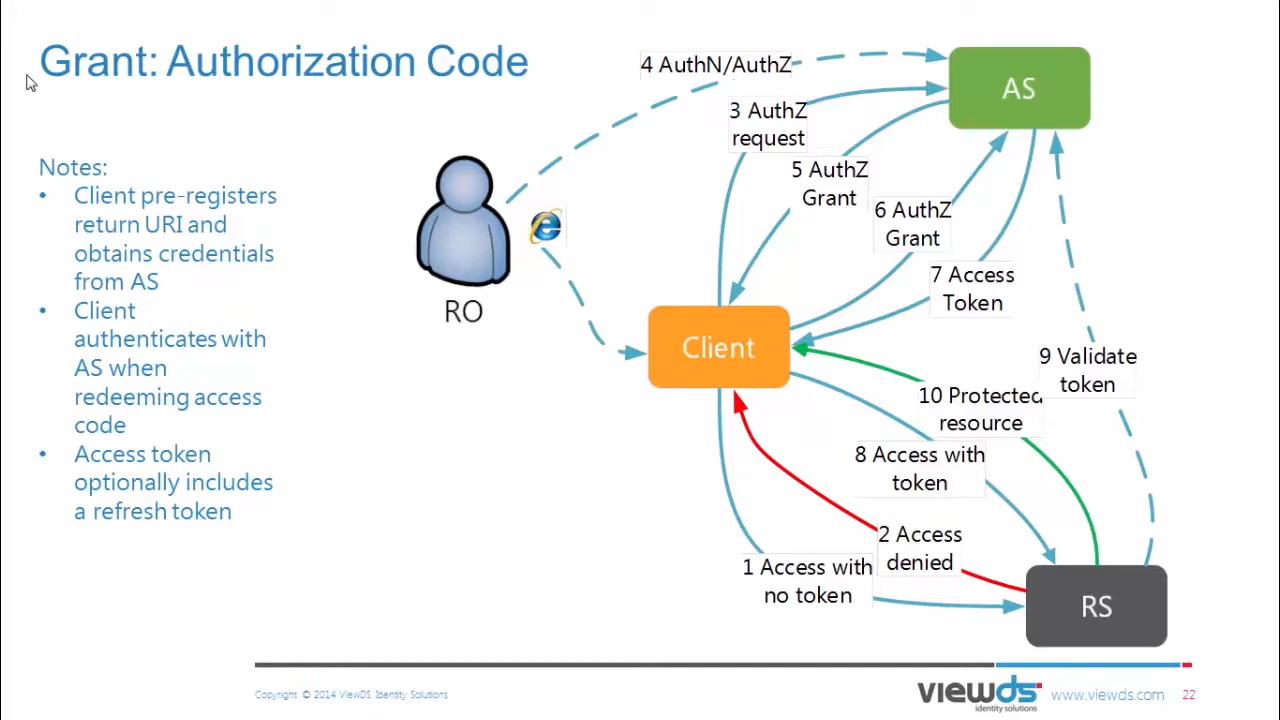 Grant: Authorization Code
Notes:
• Client pre-registers
return URI and
obtains credentials
from AS
• Client
authenticates with
AS when
redeeming access
code
• Access token
optionally includes
a refresh token
4 AuthN/AuthZ
AS
3 AuthZ
request
5 AuthZ
Grant
6 AuthZ
Grant
7 Access
Token
RO
Client
9 Validate
token
10 Protected
resource
8 Access with
token
2 Access
denied
1 Access with
no token
RS
Copyright © 2014 ViewDS Identity Solutions
viewds
identity solutions
www.viewds.com
22